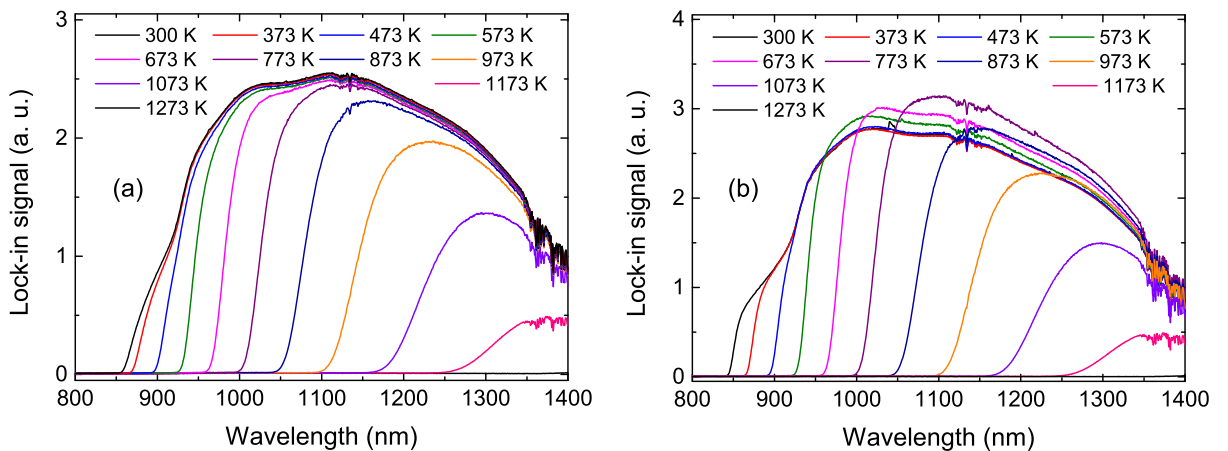 3
2
1
0
Lock-in signal (a. u.)
300 K 373 K 473 K 573 K
673 K 773 K 873 K 973 K
1073 K 1173 K
1273 K
(a)
800 900 1000 1100 1200 1300 1400
Wavelength (nm)
4
3
2
1
0
Lock-in signal (a. u.)
300 K 373 K 473 K 573 K
673 K 773 K 873 K 973 K
1073 K 1173 K
1273 K
(b)
800 900 1000 1100 1200 1300 1400
Wavelength (nm)